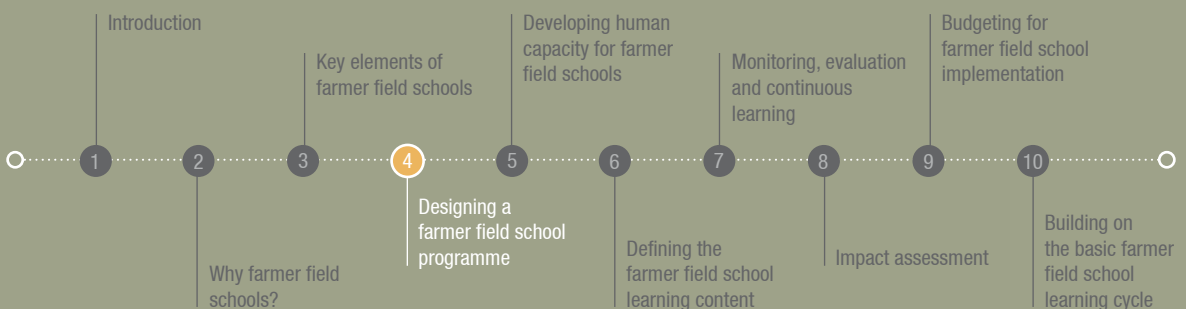 1
Introduction
2
Why farmer field
schools?
3
Key elements of
farmer field schools
4
Designing a
farmer field school
programme
5
Developing human
capacity for farmer
field schools
6
Defining the
farmer field school
learning content
7
Monitoring, evaluation
and continuous
learning
8
Impact assessment
9
Budgeting for
farmer field school
implementation
10
Building on
the basic farmer
field school
learning cycle